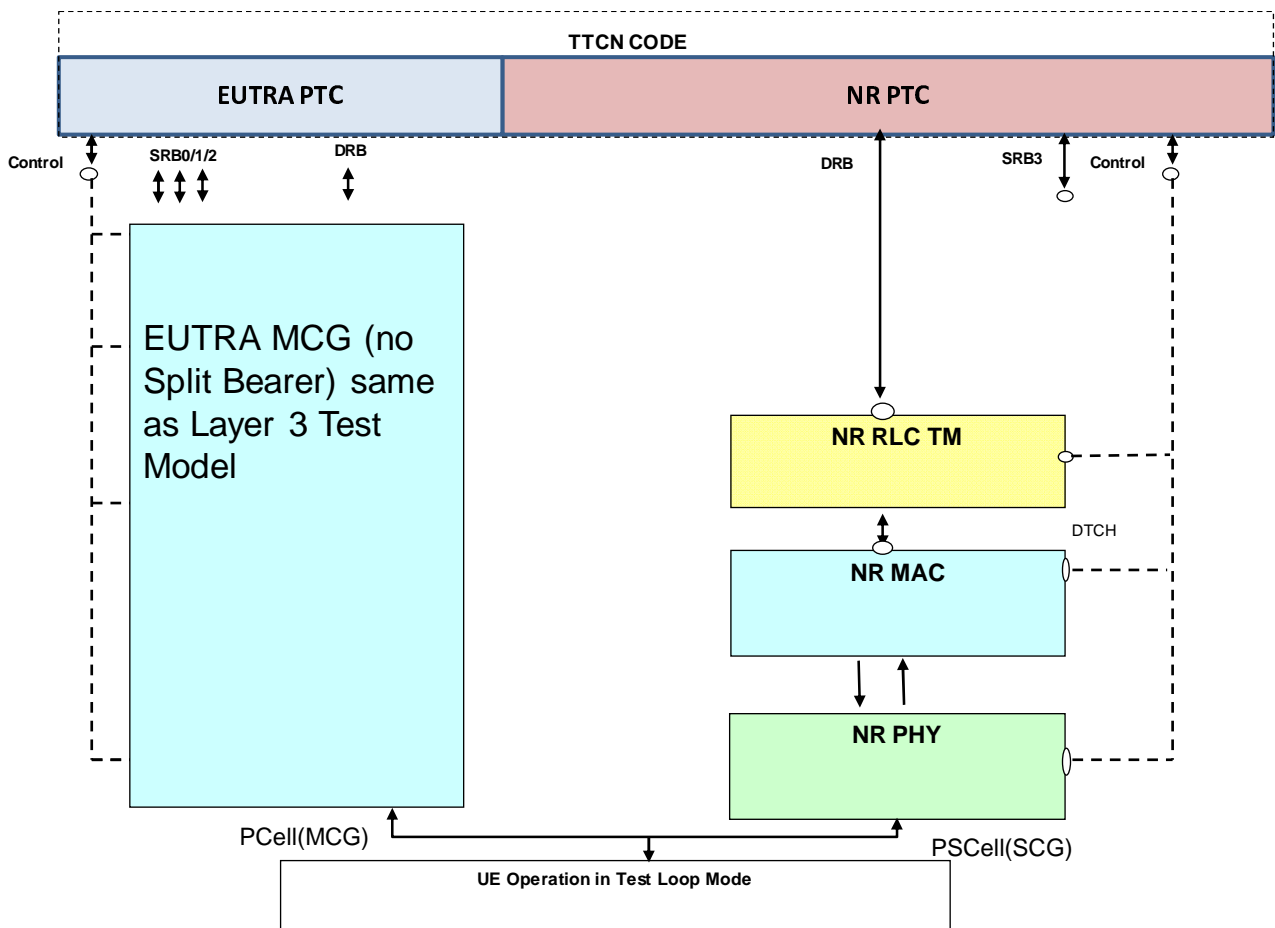 TTCN CODE
EUTRA PTC
NR PTC
Control
SRB0/1/2
DRB
DRB
SRB3
Control
EUTRA MCG (no
Split Bearer) same
as Layer 3 Test
Model
NR RLC TM
DTCH
NR MAC
NR PHY
PCell(MCG)
PSCell(SCG)
UE Operation in Test Loop Mode